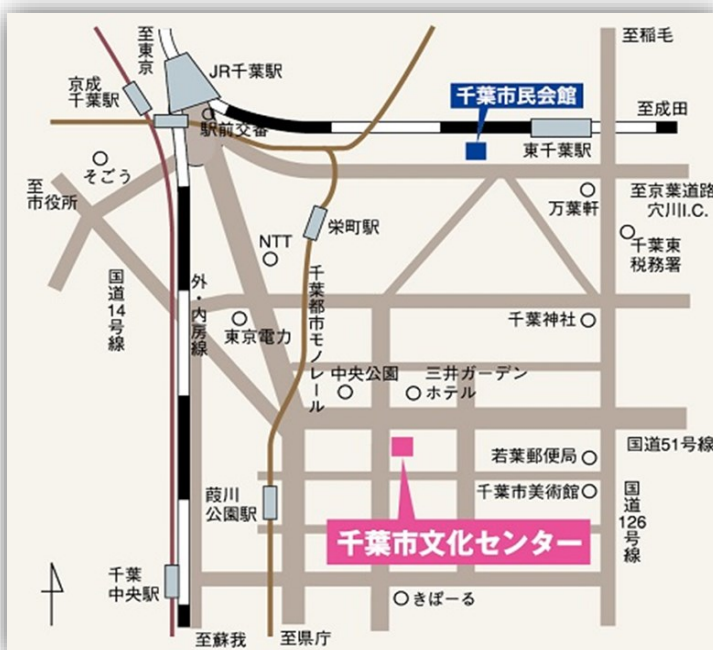 至東京
至稲毛
京成
千葉駅
JR千葉駅
千葉市民会館
至成田
駅前交番
東千葉駅
そごう
至
市役所
万葉軒
至京葉道路
穴川I.C.
栄町駅
NTT
千葉東
税務署
国道14号線
外・内房線
千葉都市モノレール
東京電力
千葉神社
中央公園
三井ガーデン
ホテル
国道51号線
若葉郵便局
葭川
公園駅
千葉市美術館
国道126号線
千葉市文化センター
千葉
中央駅
きぼーる
至蘇我
至県庁